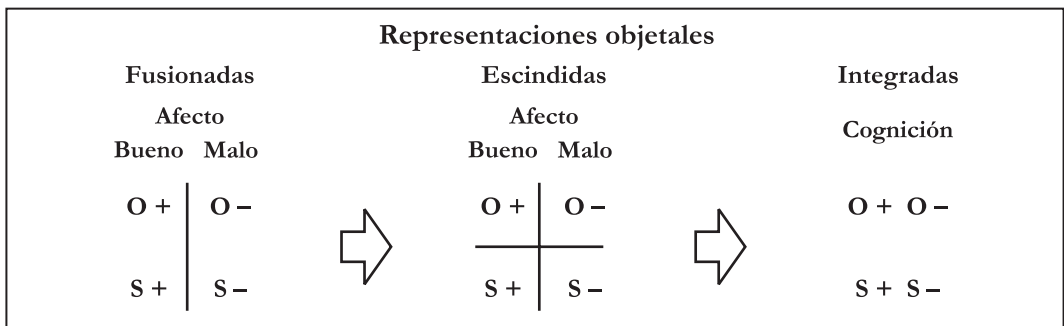 Representaciones objetales
Fusionadas Escindidas Integradas
Afecto Afecto Cognición
Bueno Malo Bueno Malo
O + O – O + O – O + O –
S + S – S + S – S + S –